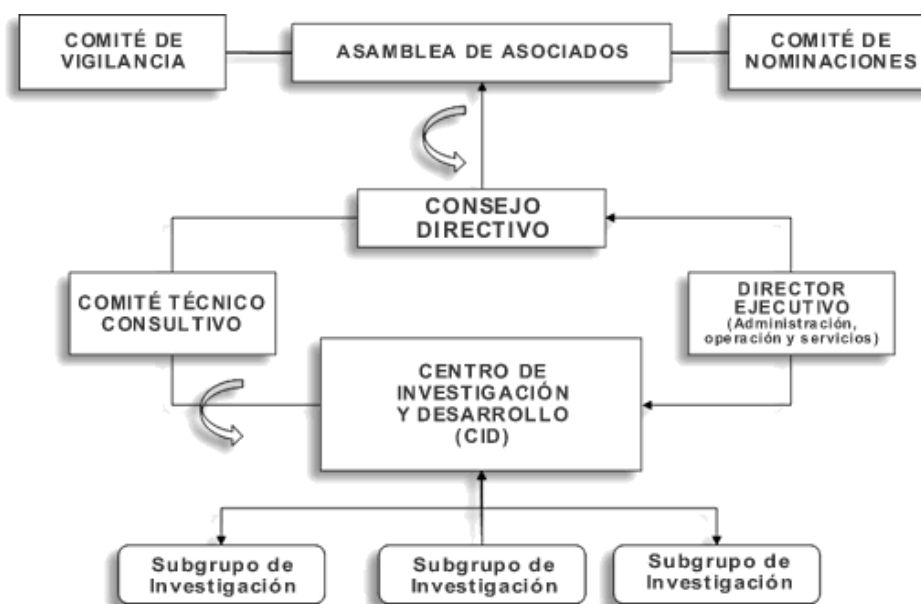 COMITÉ DE
VIGILANCIA
ASAMBLEA DE ASOCIADOS
COMITÉ DE
NOMINACIONES
CONSEJO
DIRECTIVO
COMITÉ TÉCNICO
CONSULTIVO
DIRECTOR
EJECUTIVO
(Administración,
operación y servicios)
CENTRO DE
INVESTIGACIÓN
Y DESARROLLO
(CID)
Subgrupo de
Investigación
Subgrupo de
Investigación
Subgrupo de
Investigación